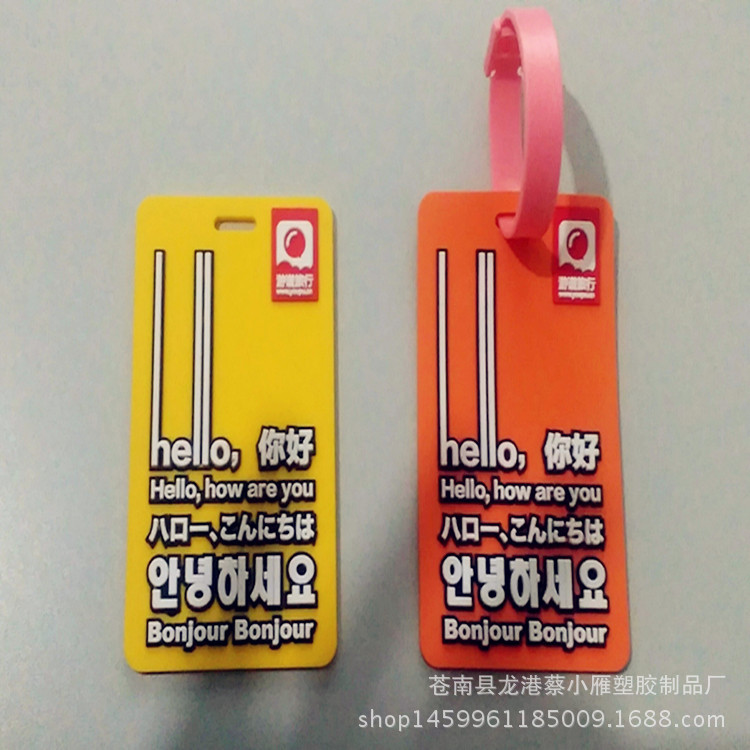 hello, 你好
Hello, how are you
ハロー、こんにちは
안녕하세요
Bonjour Bonjour
hello, 你好
Hello, how are you
ハロー、こんにちは
안녕하세요
Bonjour Bonjour
苍南县龙港蔡小雁塑胶制品厂
shop1459961185009.1688.com